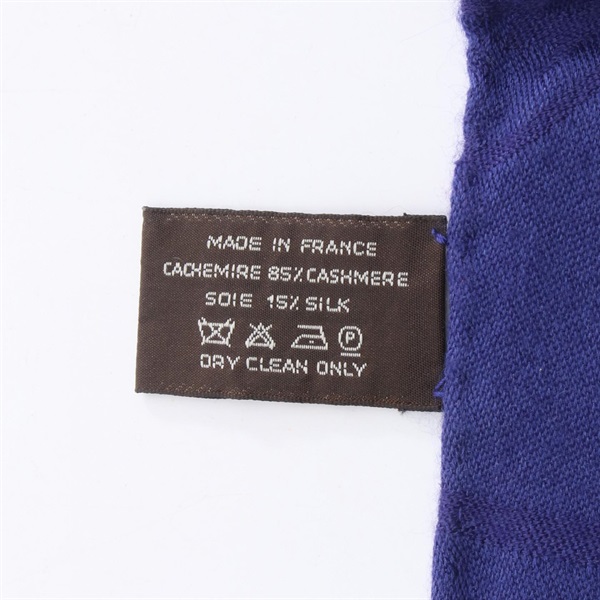 MADE IN FRANCE
CACHEMIRE 85% CASHMERE
SOIE 15% SILK
P
DRY CLEAN ONLY